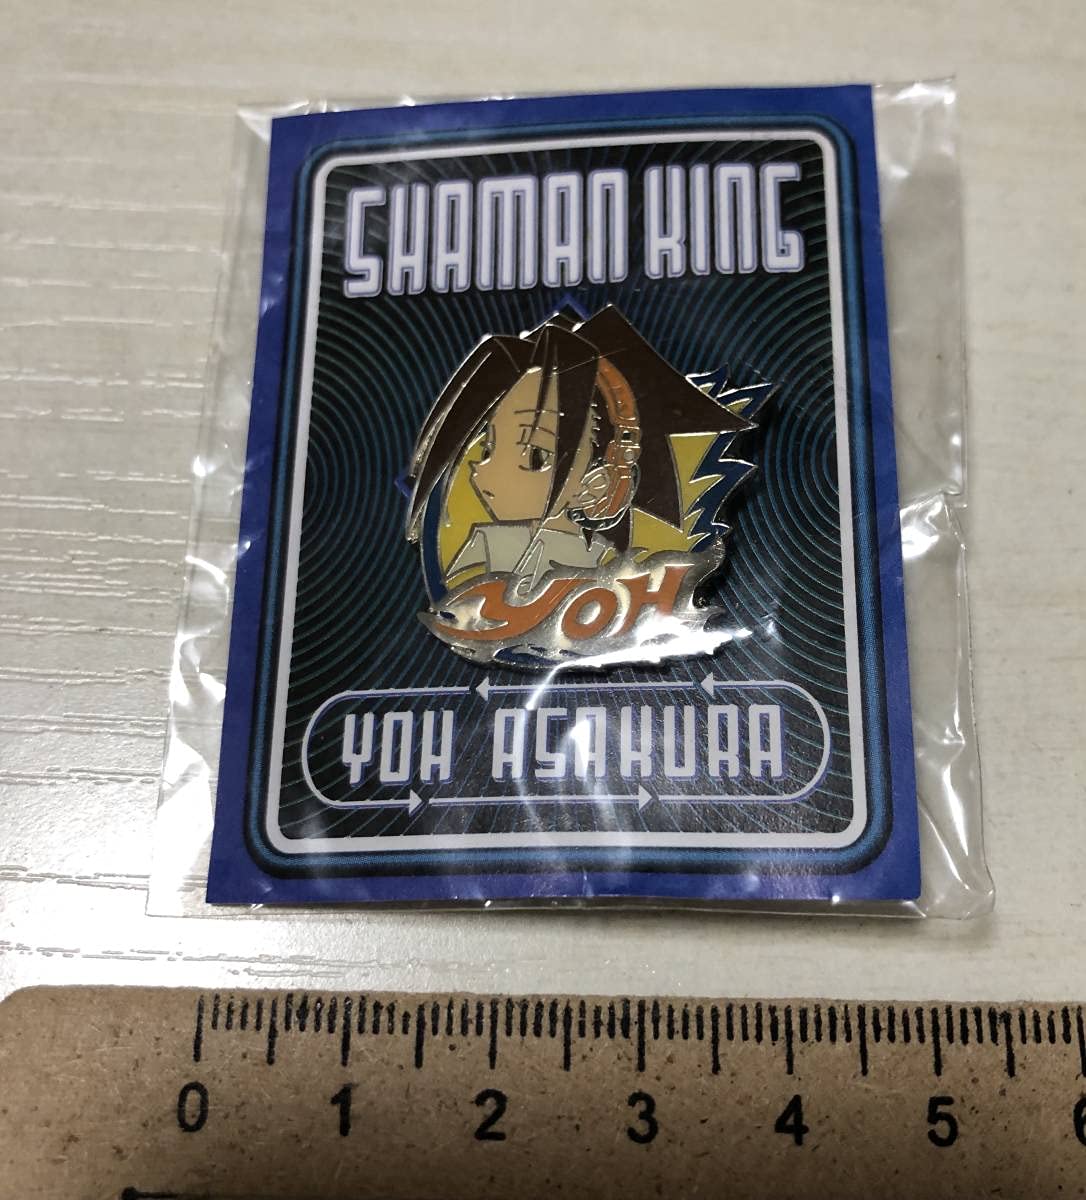 SHAMAN KING
YOH
YOH ASAKURA
0 1 2 3 4 5 6